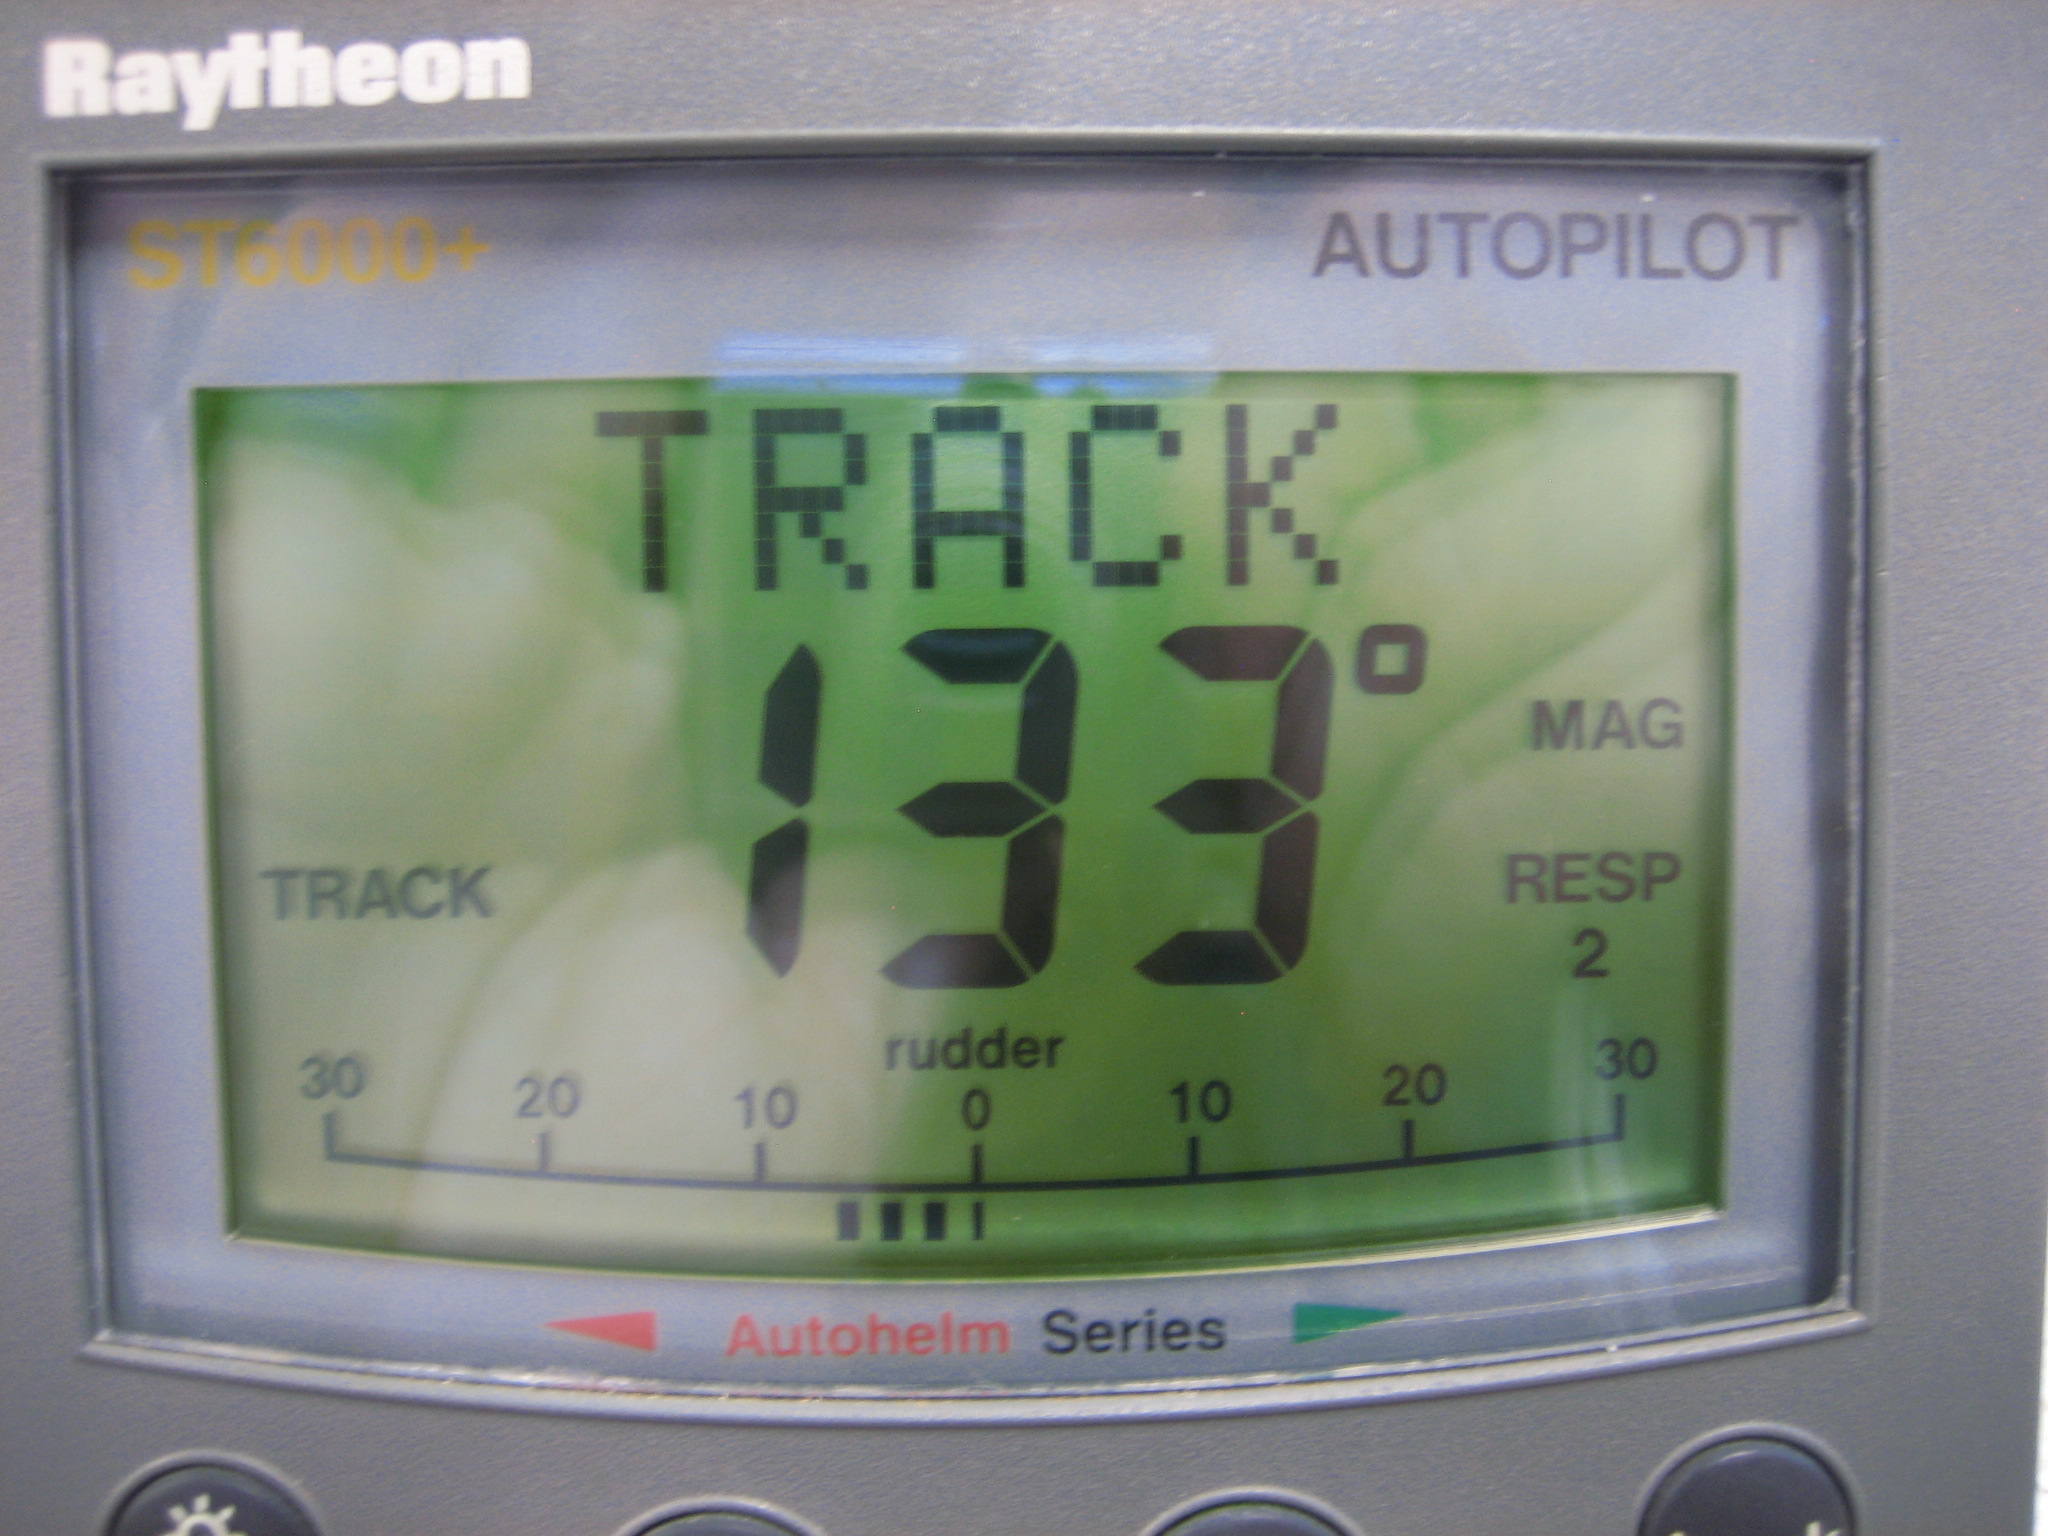 Raytheon
ST6000+ AUTOPILOT
TRACK
133°
MAG
TRACK RESP
2
rudder
30 20 10 0 10 20 30
Autohelm Series